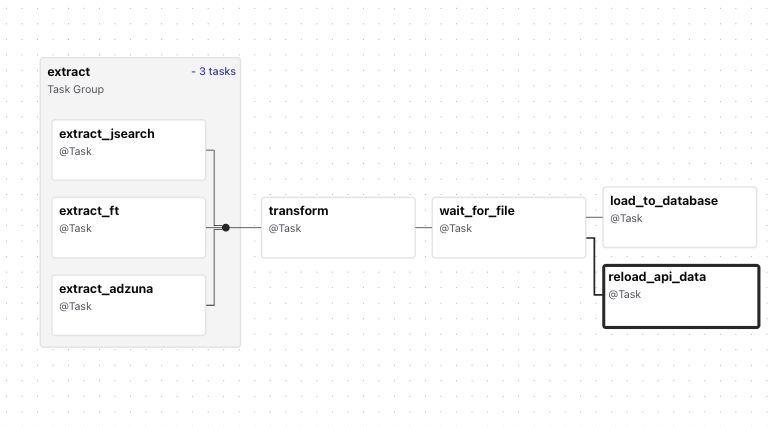 extract
- 3 tasks
Task Group
extract_jsearch
@Task
extract_ft
@Task
extract_adzuna
@Task
transform
@Task
wait_for_file
@Task
load_to_database
@Task
reload_api_data
@Task